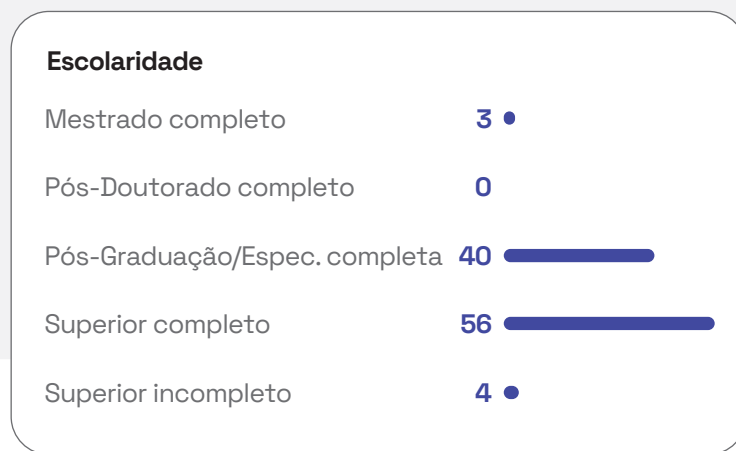 Escolaridade
Mestrado completo 3
Pós-Doutorado completo 0
Pós-Graduação/Espec. completa 40
Superior completo 56
Superior incompleto 4